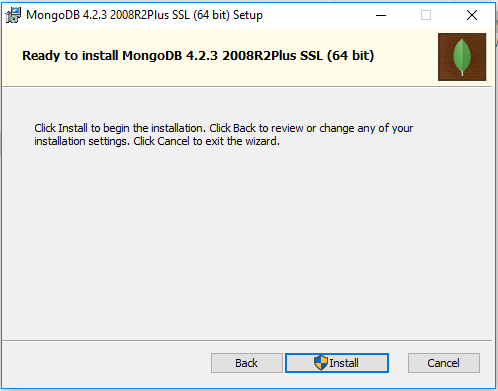 MongoDB 4.2.3 2008R2Plus SSL (64 bit) Setup
Ready to install MongoDB 4.2.3 2008R2Plus SSL (64 bit)
Click Install to begin the installation. Click Back to review or change any of your
installation settings. Click Cancel to exit the wizard.
Back
Install
Cancel